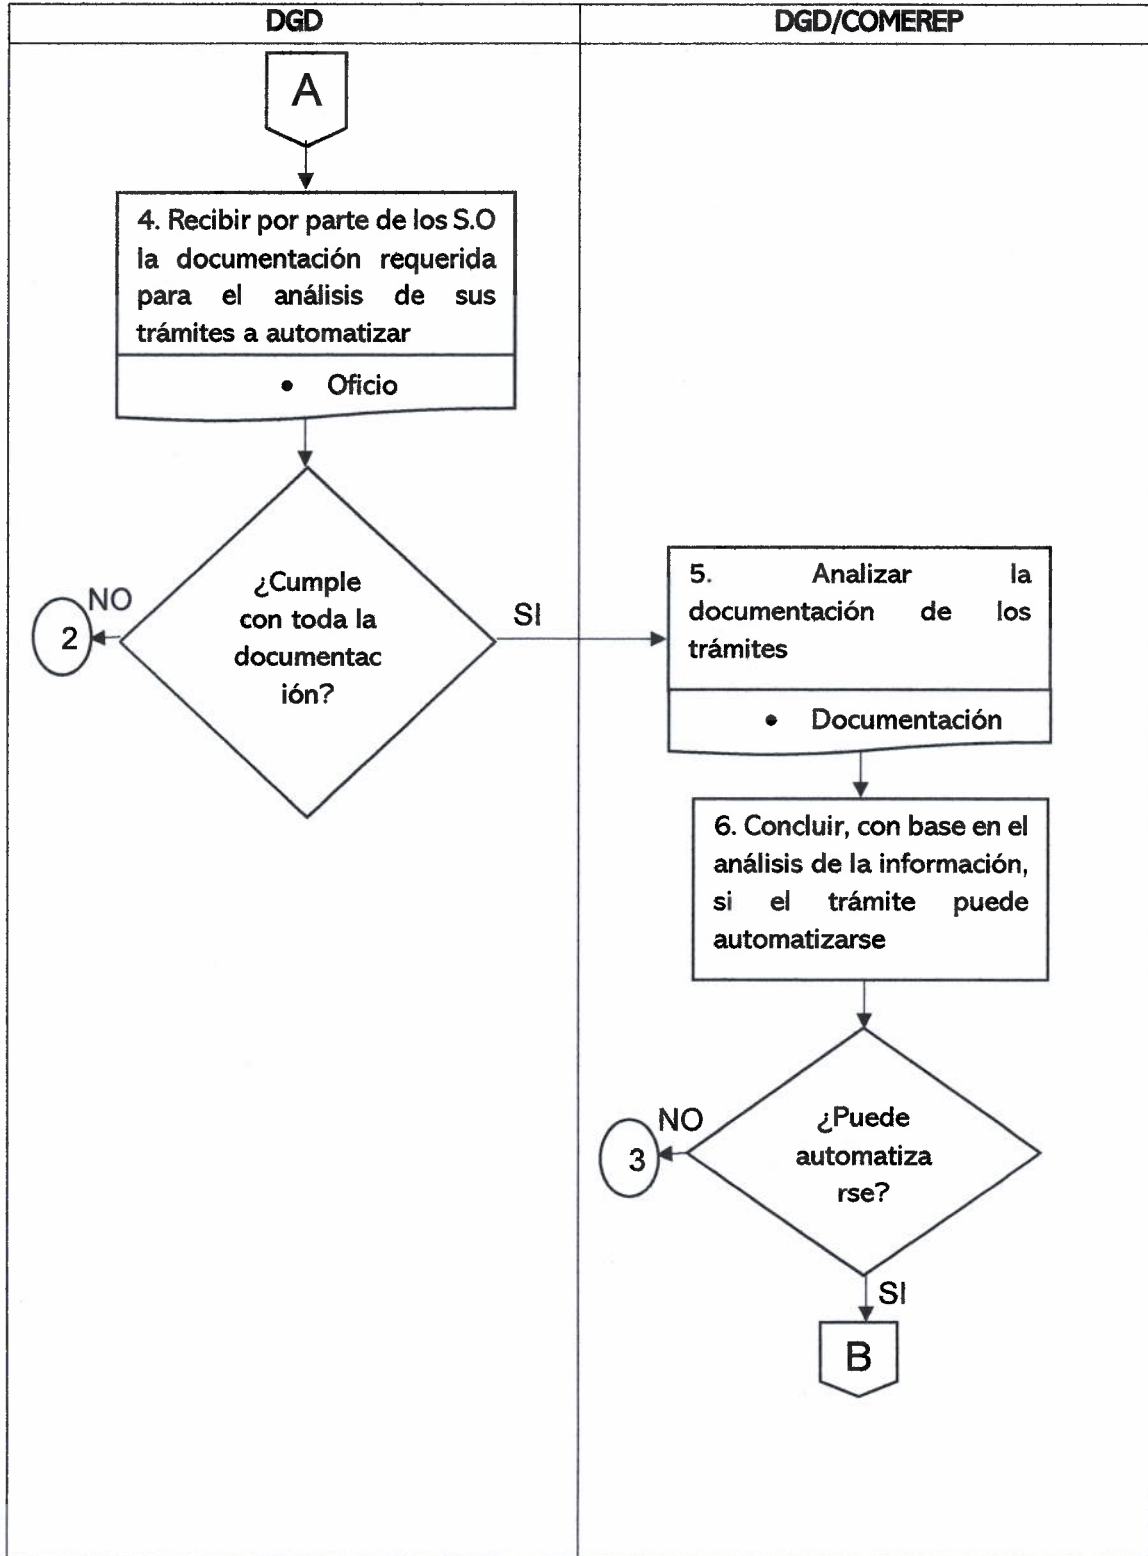 DGD
DGD/COMEREP
A
4. Recibir por parte de los S.O
la documentación requerida
para el análisis de sus
trámites a automatizar
• Oficio
¿Cumple
con toda la
documentac
ión?
NO
2
SI
5. Analizar la
documentación de los
trámites
• Documentación
6. Concluir, con base en el
análisis de la información,
si el trámite puede
automatizarse
¿Puede
automatiza
rse?
NO
3
SI
B